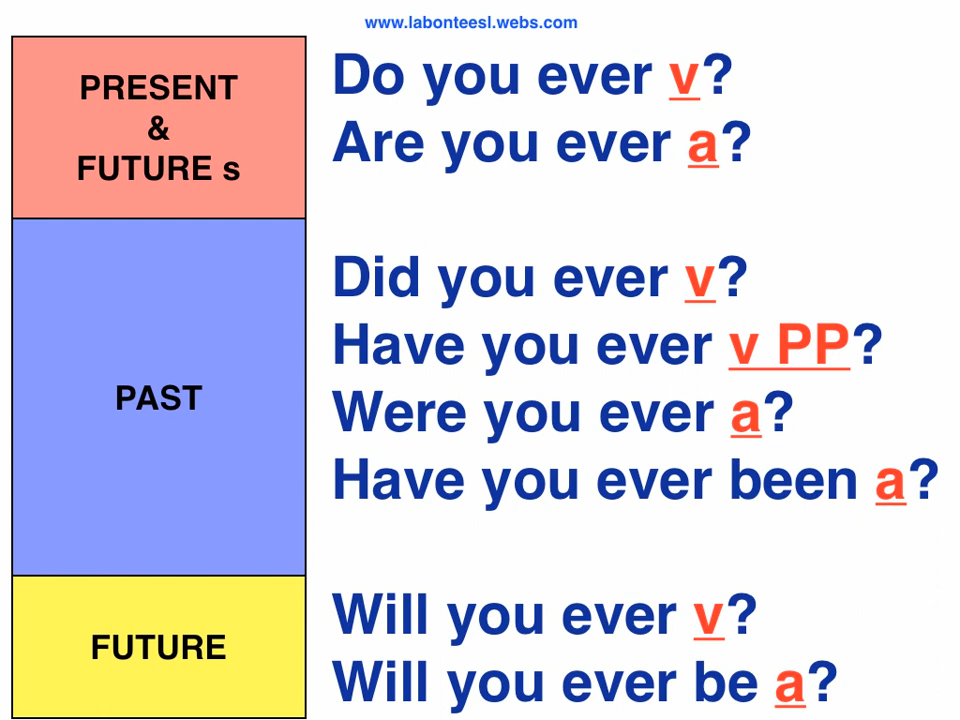 www.labonteesl.webs.com
PRESENT
&
FUTURE s
Do you ever v?
Are you ever a?
PAST
Did you ever v?
Have you ever v PP?
Were you ever a?
Have you ever been a?
FUTURE
Will you ever v?
Will you ever be a?